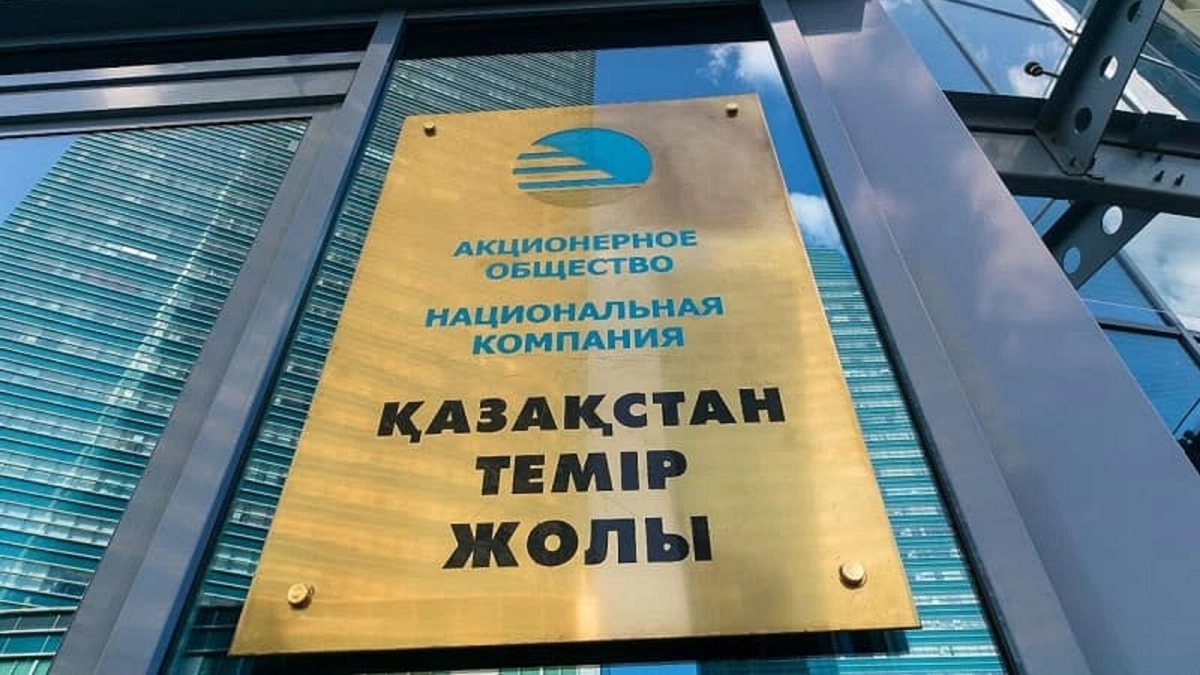 АКЦИОНЕРНОЕ
ОБЩЕСТВО
НАЦИОНАЛЬНАЯ
КОМПАНИЯ
ҚАЗАҚСТАН
ТЕМІР
ЖОЛЫ